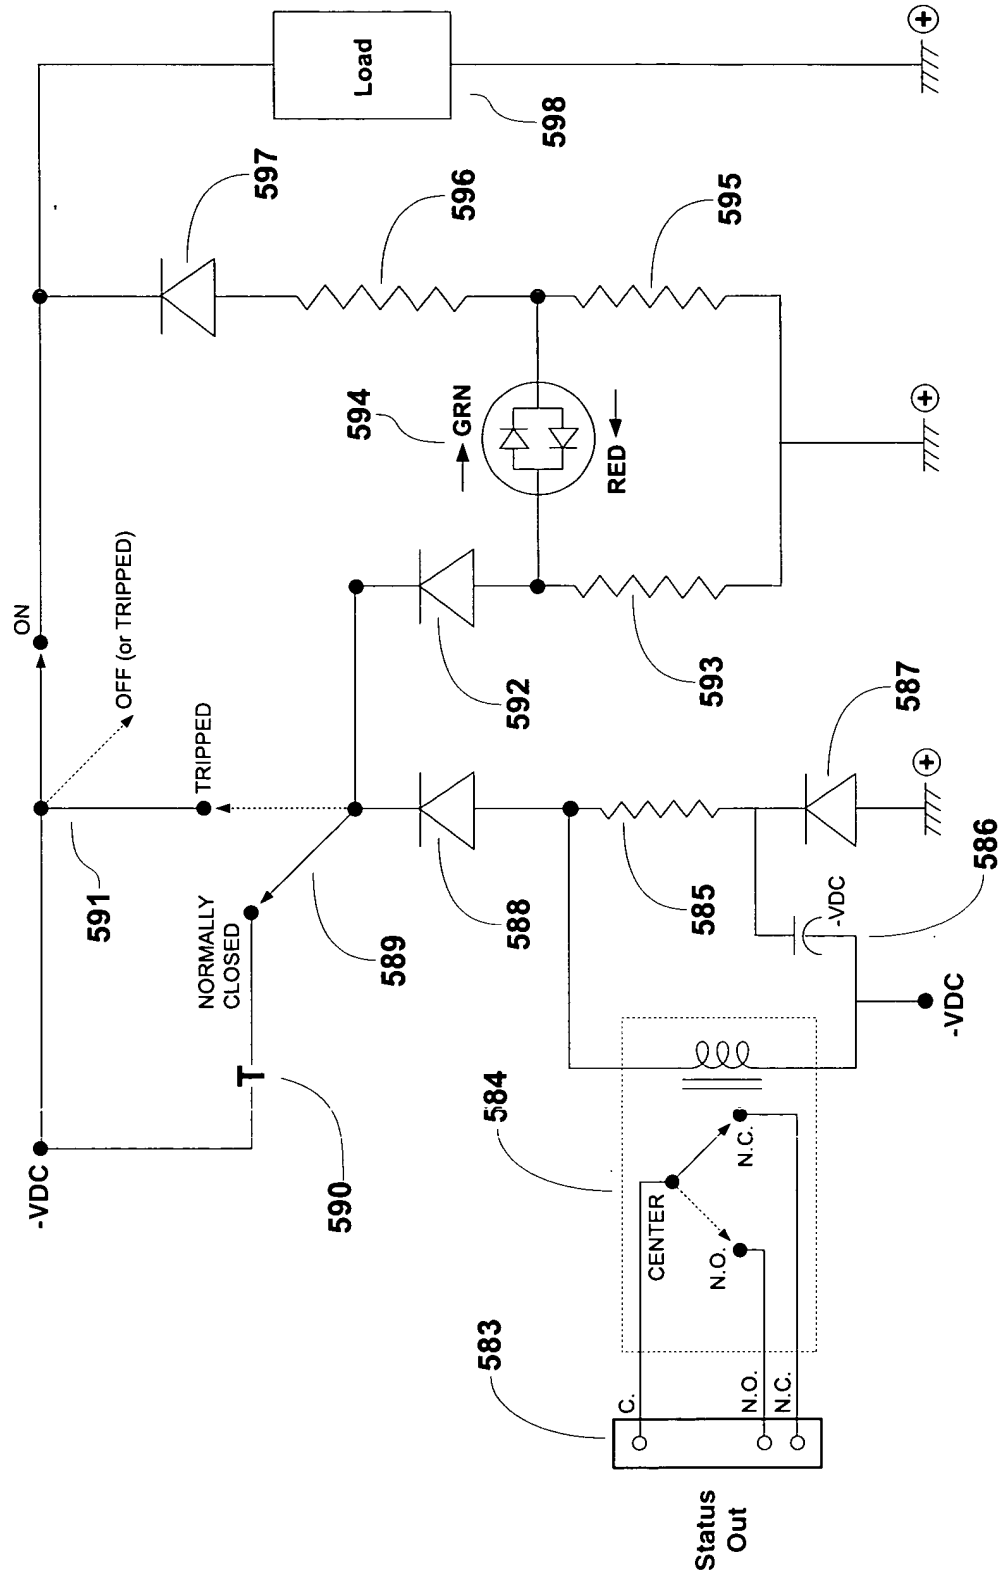 -VDC
ON
OFF (or TRIPPED)
591
TRIPPED
NORMALLY
CLOSED
589
590
597
Load
598
596
594
GRN
RED
595
592
593
588
587
585
-VDC
586
-VDC
584
CENTER
N.O.
N.C.
583
C.
N.O.
N.C.
Status
Out
+
+
+